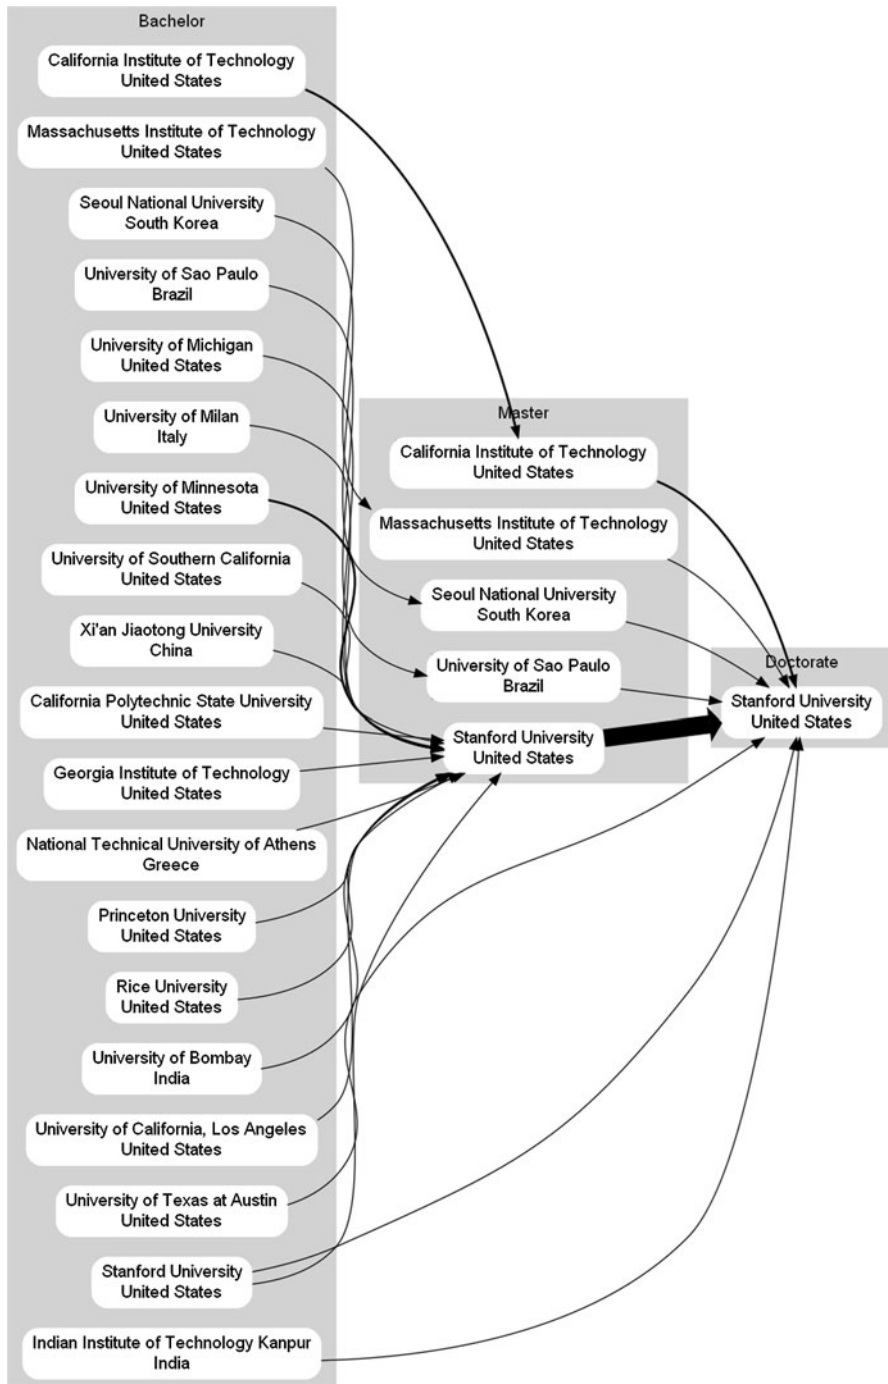 Bachelor
California Institute of Technology
United States
Massachusetts Institute of Technology
United States
Seoul National University
South Korea
University of Sao Paulo
Brazil
University of Michigan
United States
University of Milan
Italy
University of Minnesota
United States
University of Southern California
United States
Xi'an Jiaotong University
China
California Polytechnic State University
United States
Georgia Institute of Technology
United States
National Technical University of Athens
Greece
Princeton University
United States
Rice University
United States
University of Bombay
India
University of California, Los Angeles
United States
University of Texas at Austin
United States
Stanford University
United States
Indian Institute of Technology Kanpur
India
Master
California Institute of Technology
United States
Massachusetts Institute of Technology
United States
Seoul National University
South Korea
University of Sao Paulo
Brazil
Stanford University
United States
Doctorate
Stanford University
United States